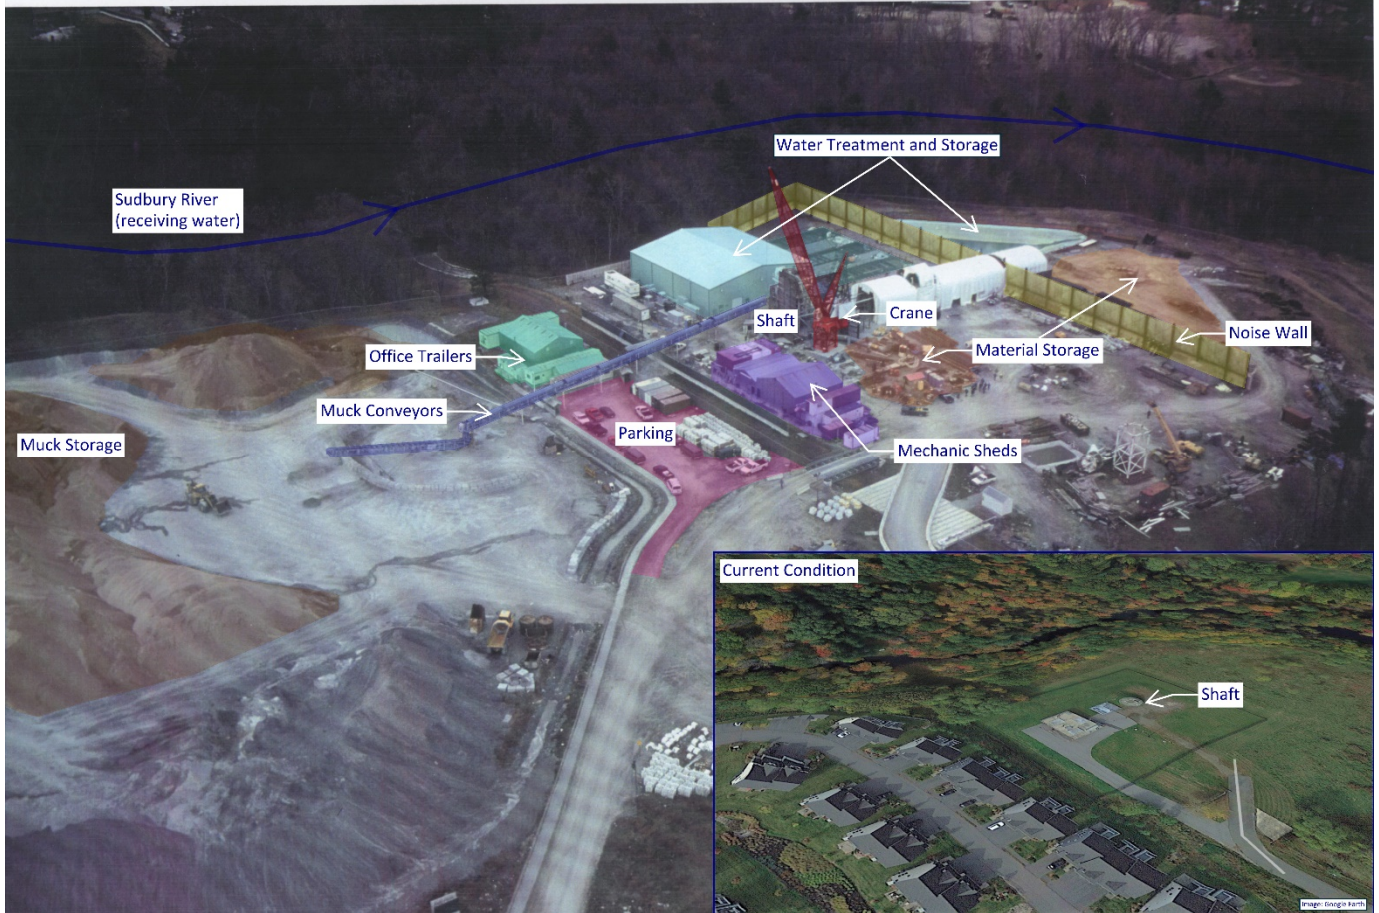 Water Treatment and Storage
Sudbury River
(receiving water)
Shaft
Crane
Noise Wall
Office Trailers
Material Storage
Muck Conveyors
Parking
Muck Storage
Mechanic Sheds
Current Condition
Shaft
Image: Google Earth